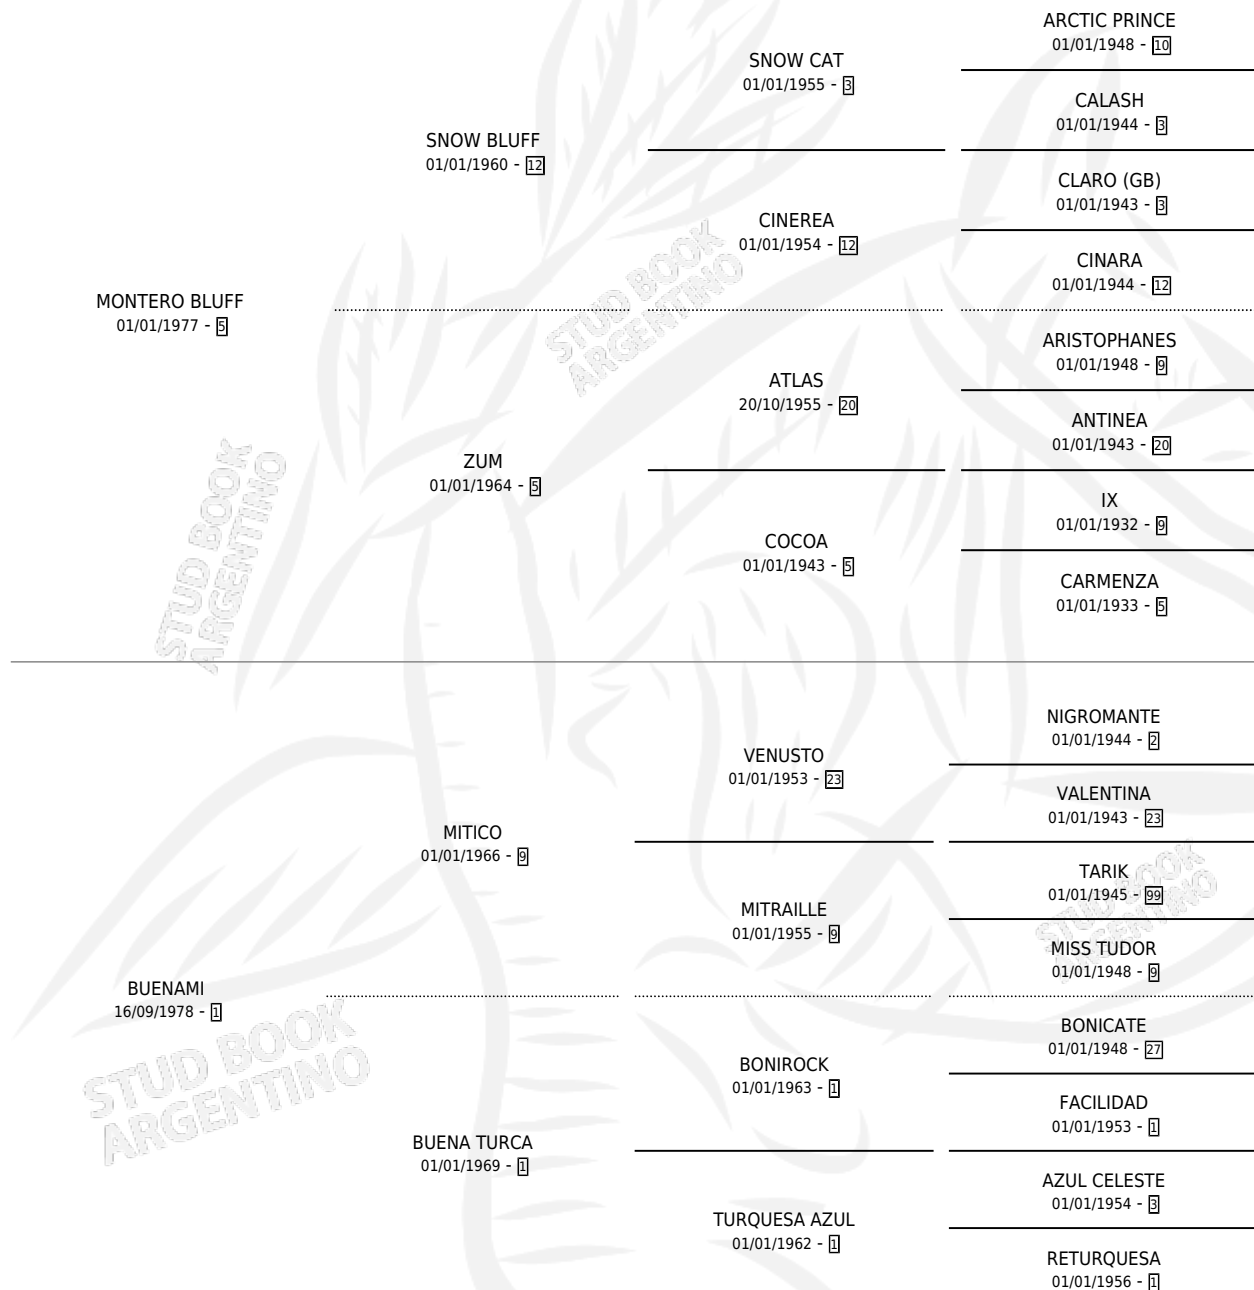 ARCTIC PRINCE
01/01/1948 - 10
SNOW CAT
01/01/1955 - 3
CALASH
01/01/1944 - 3
SNOW BLUFF
01/01/1960 - 12
CLARO (GB)
01/01/1943 - 3
CINEREA
01/01/1954 - 12
CINARA
01/01/1944 - 12
MONTERO BLUFF
01/01/1977 - 5
STUD BOOK
ARGENTINO
ARISTOPHANES
01/01/1948 - 9
ATLAS
20/10/1955 - 20
ANTINEA
01/01/1943 - 20
ZUM
01/01/1964 - 5
IX
01/01/1932 - 9
COCOA
01/01/1943 - 5
CARMENZA
01/01/1933 - 5
STUD BOOK
ARGENTINO
NIGROMANTE
01/01/1944 - 2
VENUSTO
01/01/1953 - 23
VALENTINA
01/01/1943 - 23
MITICO
01/01/1966 - 9
TARIK
01/01/1945 - 99
MITRAILLE
01/01/1955 - 9
STUD BOOK
ARGENTINO
MISS TUDOR
01/01/1948 - 9
BUENAMI
16/09/1978 - 1
BONICATE
01/01/1948 - 27
BONIROCK
01/01/1963 - 1
STUD BOOK
ARGENTINO
FACILIDAD
01/01/1953 - 1
BUENA TURCA
01/01/1969 - 1
AZUL CELESTE
01/01/1954 - 3
TURQUESA AZUL
01/01/1962 - 1
RETURQUESA
01/01/1956 - 1